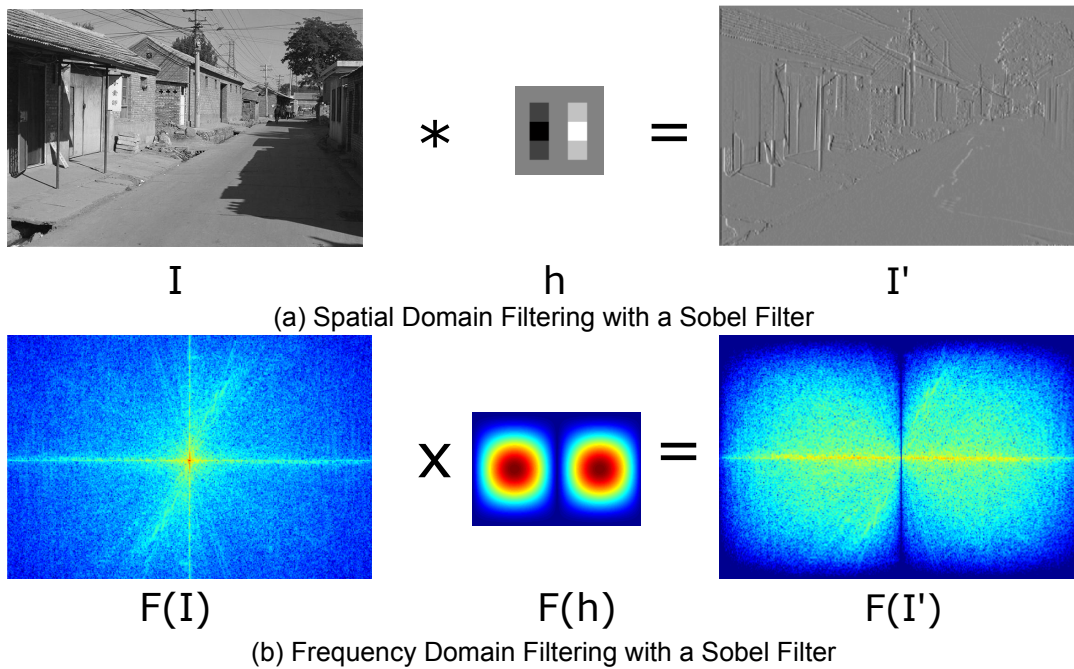 * =
I h I'
(a) Spatial Domain Filtering with a Sobel Filter
x =
F(I) F(h) F(I')
(b) Frequency Domain Filtering with a Sobel Filter